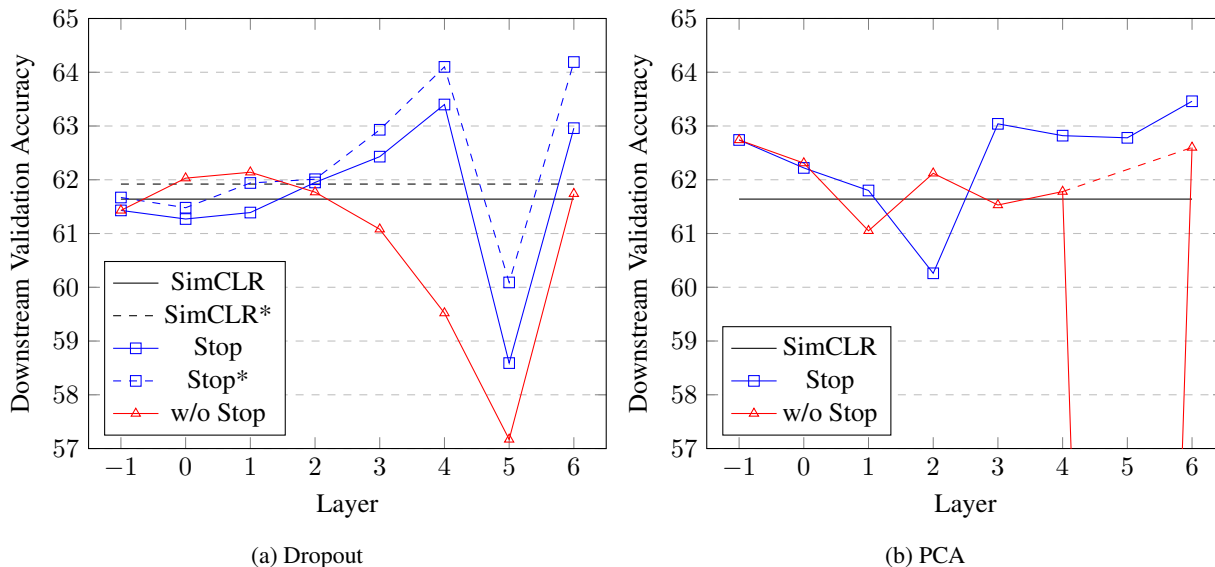 65
64
63
62
61
60
59
58
57
Downstream Validation Accuracy
SimCLR
SimCLR*
Stop
Stop*
w/o Stop
−1 0 1 2 3 4 5 6
Layer
(a) Dropout
65
64
63
62
61
60
59
58
57
Downstream Validation Accuracy
SimCLR
Stop
w/o Stop
−1 0 1 2 3 4 5 6
Layer
(b) PCA